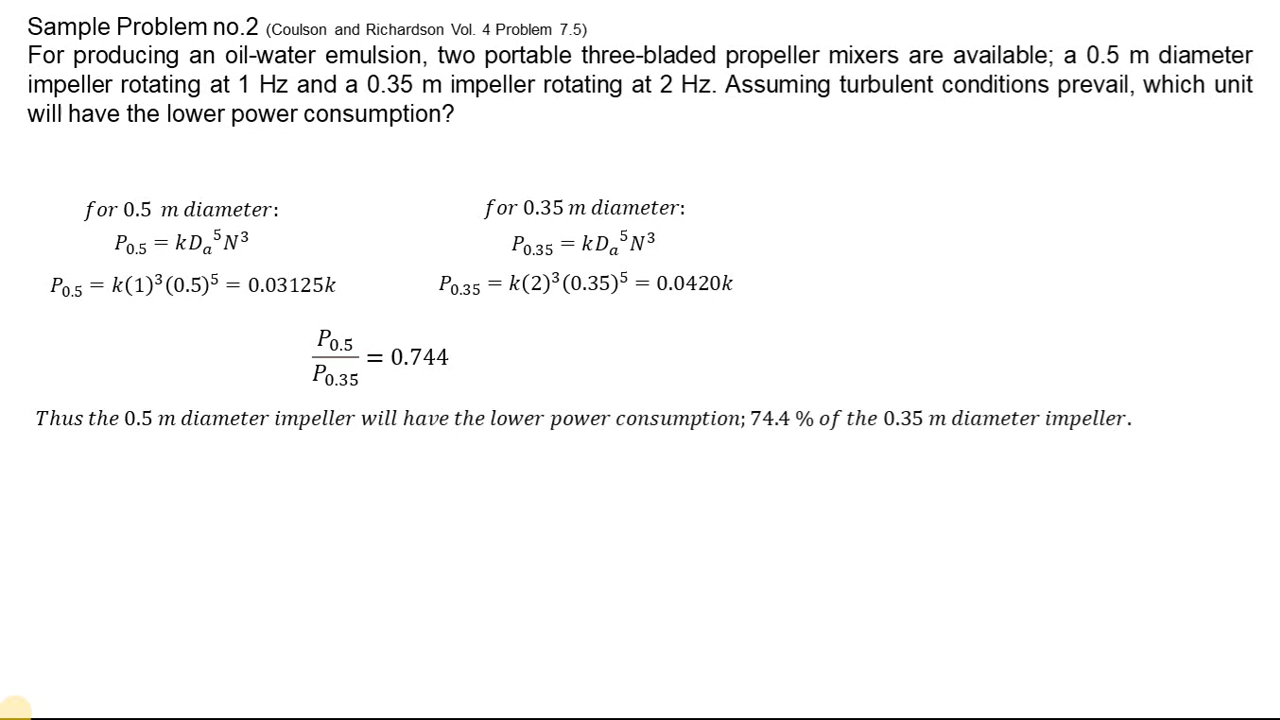 Sample Problem no.2 (Coulson and Richardson Vol. 4 Problem 7.5)
For producing an oil-water emulsion, two portable three-bladed propeller mixers are available; a 0.5 m diameter
impeller rotating at 1 Hz and a 0.35 m impeller rotating at 2 Hz. Assuming turbulent conditions prevail, which unit
will have the lower power consumption?
for 0.5 m diameter:
P₀.₅ = kDₐ⁵N³
P₀.₅ = k(1)³(0.5)⁵ = 0.03125k
for 0.35 m diameter:
P₀.₃₅ = kDₐ⁵N³
P₀.₃₅ = k(2)³(0.35)⁵ = 0.0420k
P₀.₅/P₀.₃₅ = 0.744
Thus the 0.5 m diameter impeller will have the lower power consumption; 74.4 % of the 0.35 m diameter impeller.